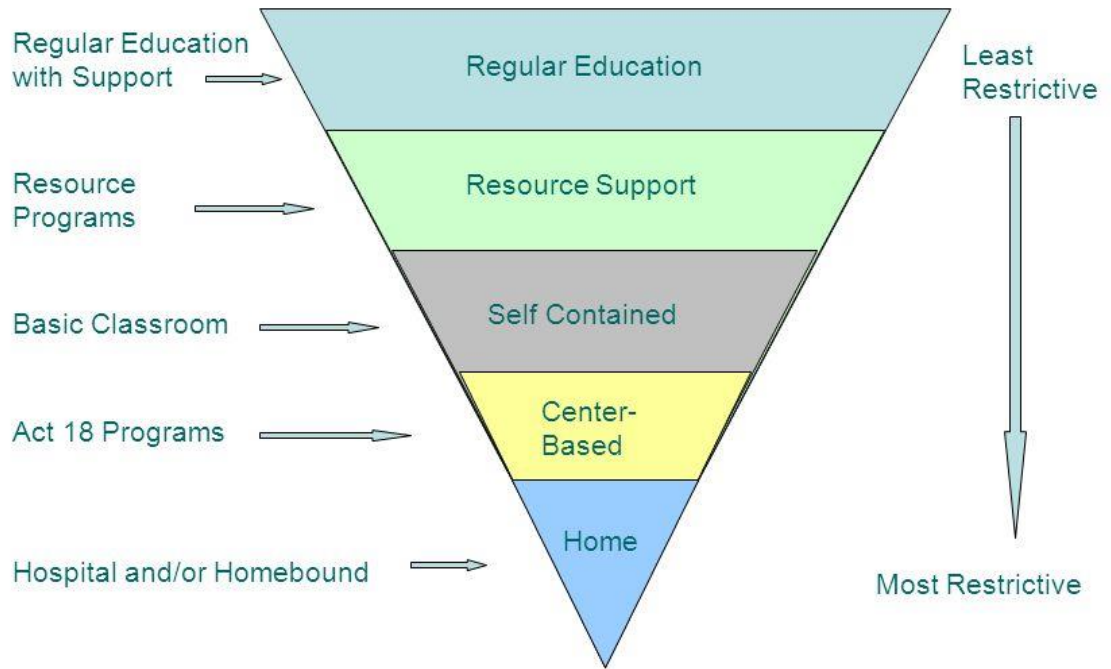 Regular Education
with Support
Regular Education
Least
Restrictive
Resource
Programs
Resource Support
Basic Classroom
Self Contained
Act 18 Programs
Center-
Based
Hospital and/or Homebound
Home
Most Restrictive